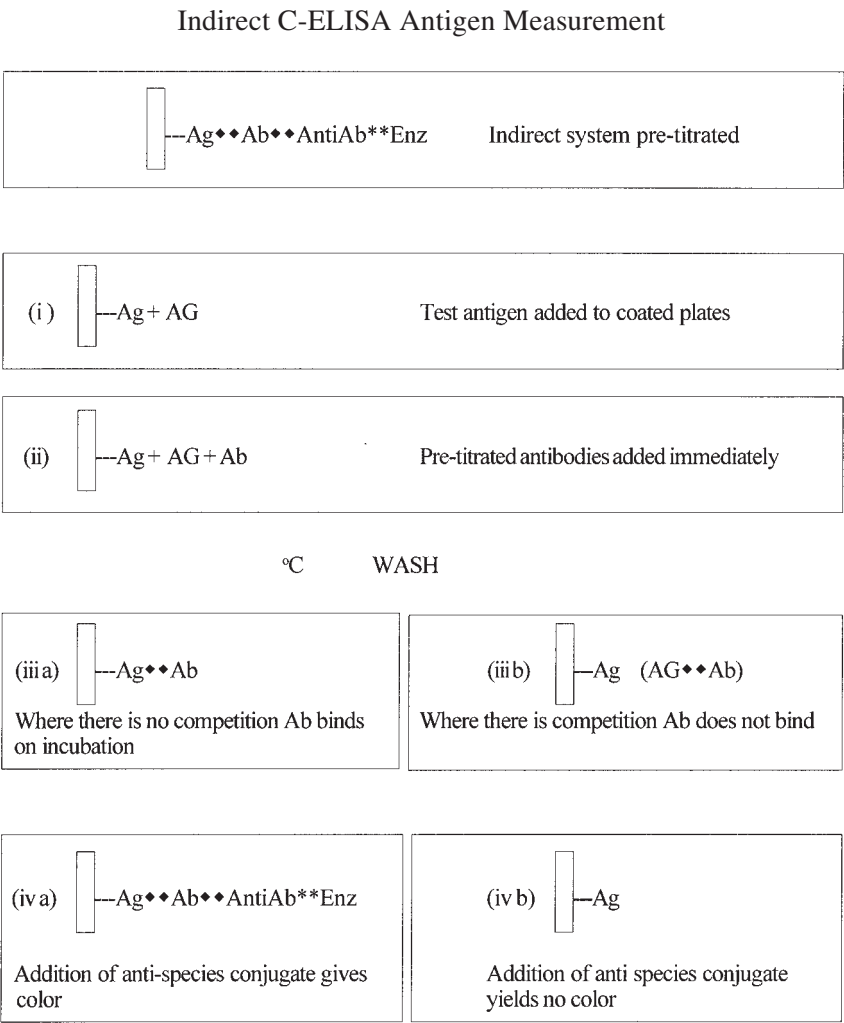 Indirect C-ELISA Antigen Measurement
---Ag◆◆Ab◆◆AntiAb**Enz Indirect system pre-titrated
(i) ---Ag + AG Test antigen added to coated plates
(ii) ---Ag + AG + Ab Pre-titrated antibodies added immediately
°C WASH
(iii a) ---Ag◆◆Ab
Where there is no competition Ab binds
on incubation
(iii b) ---Ag (AG◆◆Ab)
Where there is competition Ab does not bind
(iv a) ---Ag◆◆Ab◆◆AntiAb**Enz
Addition of anti-species conjugate gives
color
(iv b) ---Ag
Addition of anti species conjugate
yields no color